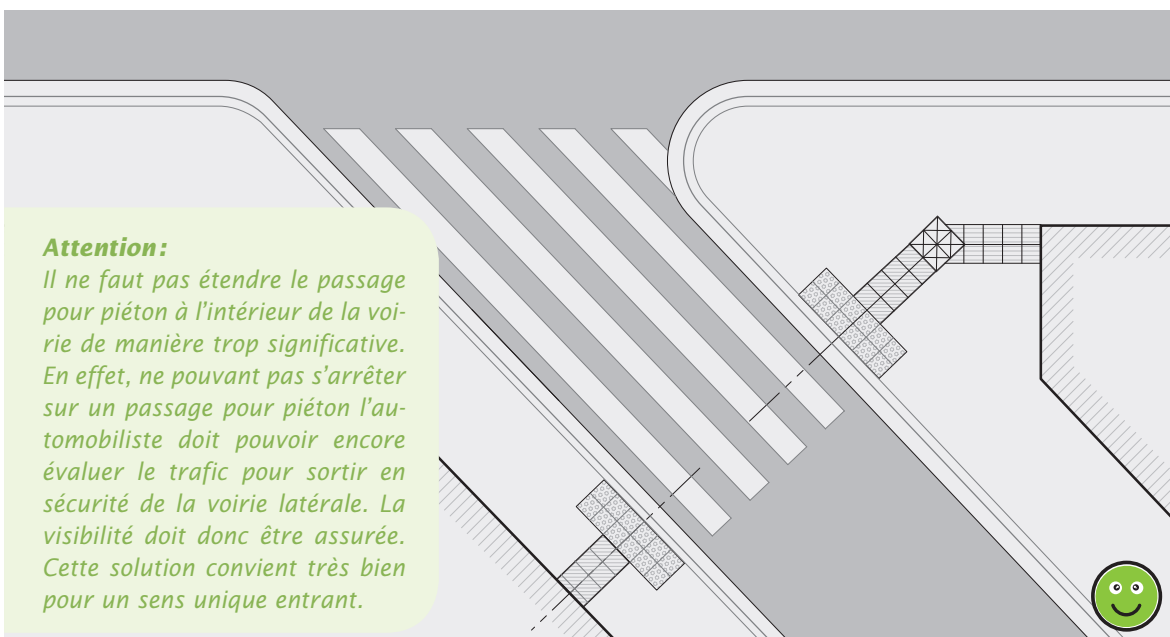 Attention:
Il ne faut pas étendre le passage
pour piéton à l'intérieur de la voi-
rie de manière trop significative.
En effet, ne pouvant pas s'arrêter
sur un passage pour piéton l'au-
tomobiliste doit pouvoir encore
évaluer le trafic pour sortir en
sécurité de la voirie latérale. La
visibilité doit donc être assurée.
Cette solution convient très bien
pour un sens unique entrant.